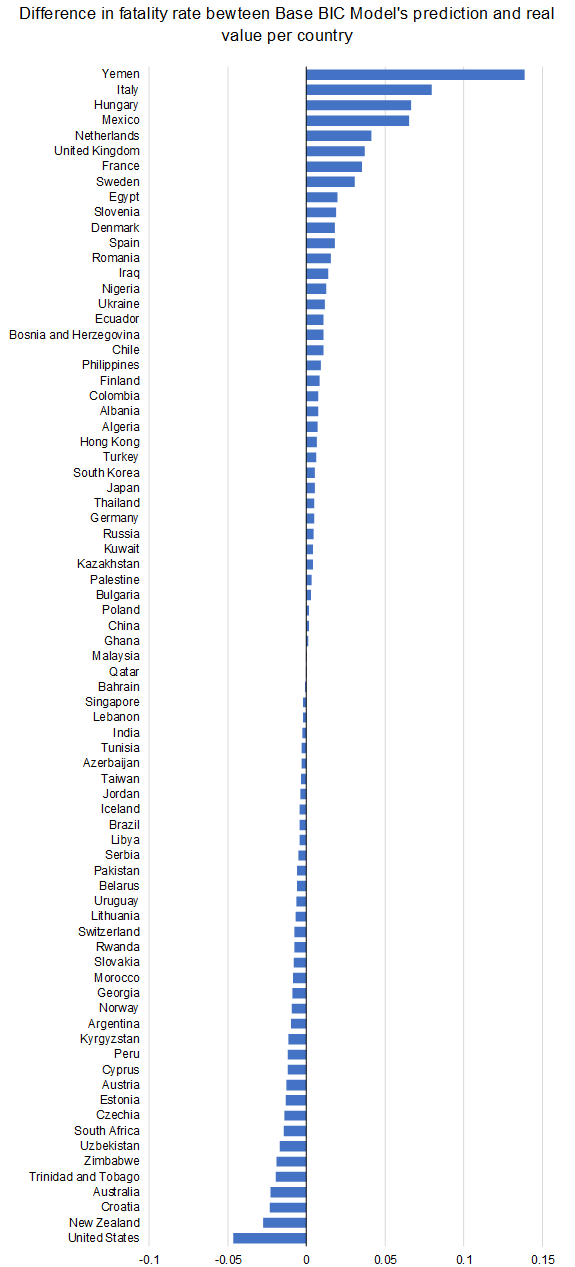 Difference in fatality rate bewteen Base BIC Model's prediction and real
value per country
Yemen
Italy
Hungary
Mexico
Netherlands
United Kingdom
France
Sweden
Egypt
Slovenia
Denmark
Spain
Romania
Iraq
Nigeria
Ukraine
Ecuador
Bosnia and Herzegovina
Chile
Philippines
Finland
Colombia
Albania
Algeria
Hong Kong
Turkey
South Korea
Japan
Thailand
Germany
Russia
Kuwait
Kazakhstan
Palestine
Bulgaria
Poland
China
Ghana
Malaysia
Qatar
Bahrain
Singapore
Lebanon
India
Tunisia
Azerbaijan
Taiwan
Jordan
Iceland
Brazil
Libya
Serbia
Pakistan
Belarus
Uruguay
Lithuania
Switzerland
Rwanda
Slovakia
Morocco
Georgia
Norway
Argentina
Kyrgyzstan
Peru
Cyprus
Austria
Estonia
Czechia
South Africa
Uzbekistan
Zimbabwe
Trinidad and Tobago
Australia
Croatia
New Zealand
United States
-0.1 -0.05 0 0.05 0.1 0.15